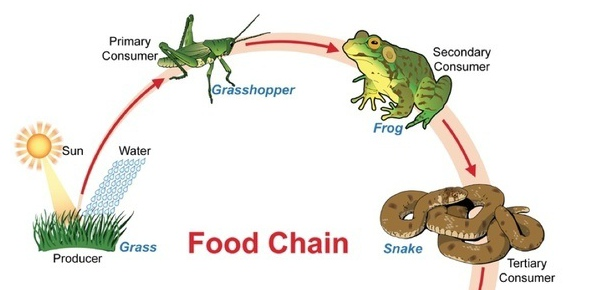 Primary
Consumer
Grasshopper
Secondary
Consumer
Frog
Sun
Water
Grass
Producer
Food Chain
Snake
Tertiary
Consumer